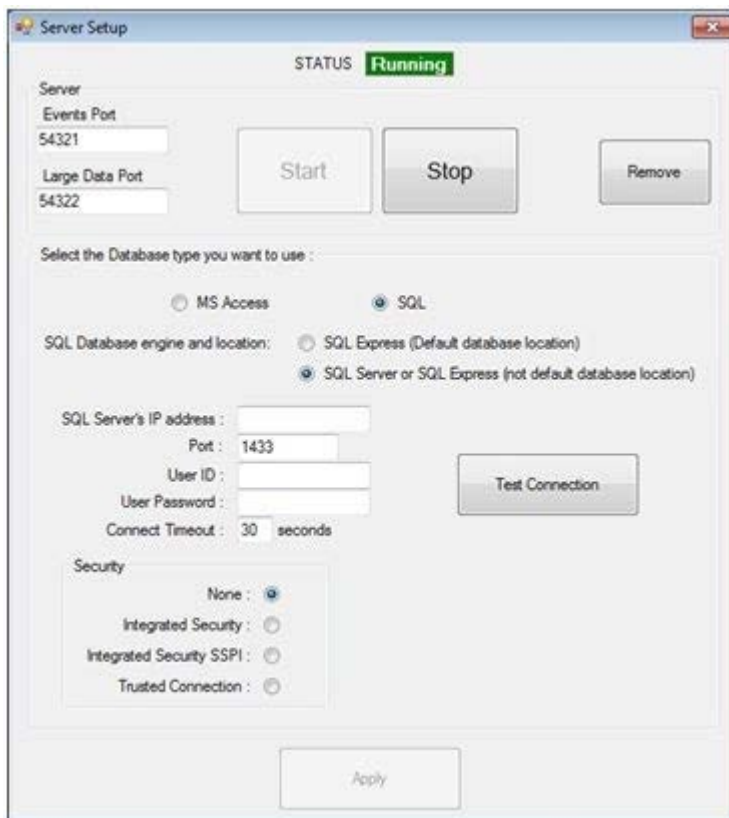 Server Setup
STATUS Running
Server
Events Port
54321
Large Data Port
54322
Start
Stop
Remove
Select the Database type you want to use :
MS Access
SQL
SQL Database engine and location:
SQL Express (Default database location)
SQL Server or SQL Express (not default database location)
SQL Server's IP address :
Port : 1433
User ID :
User Password :
Connect Timeout : 30 seconds
Test Connection
Security
None :
Integrated Security :
Integrated Security SSPI :
Trusted Connection :
Apply